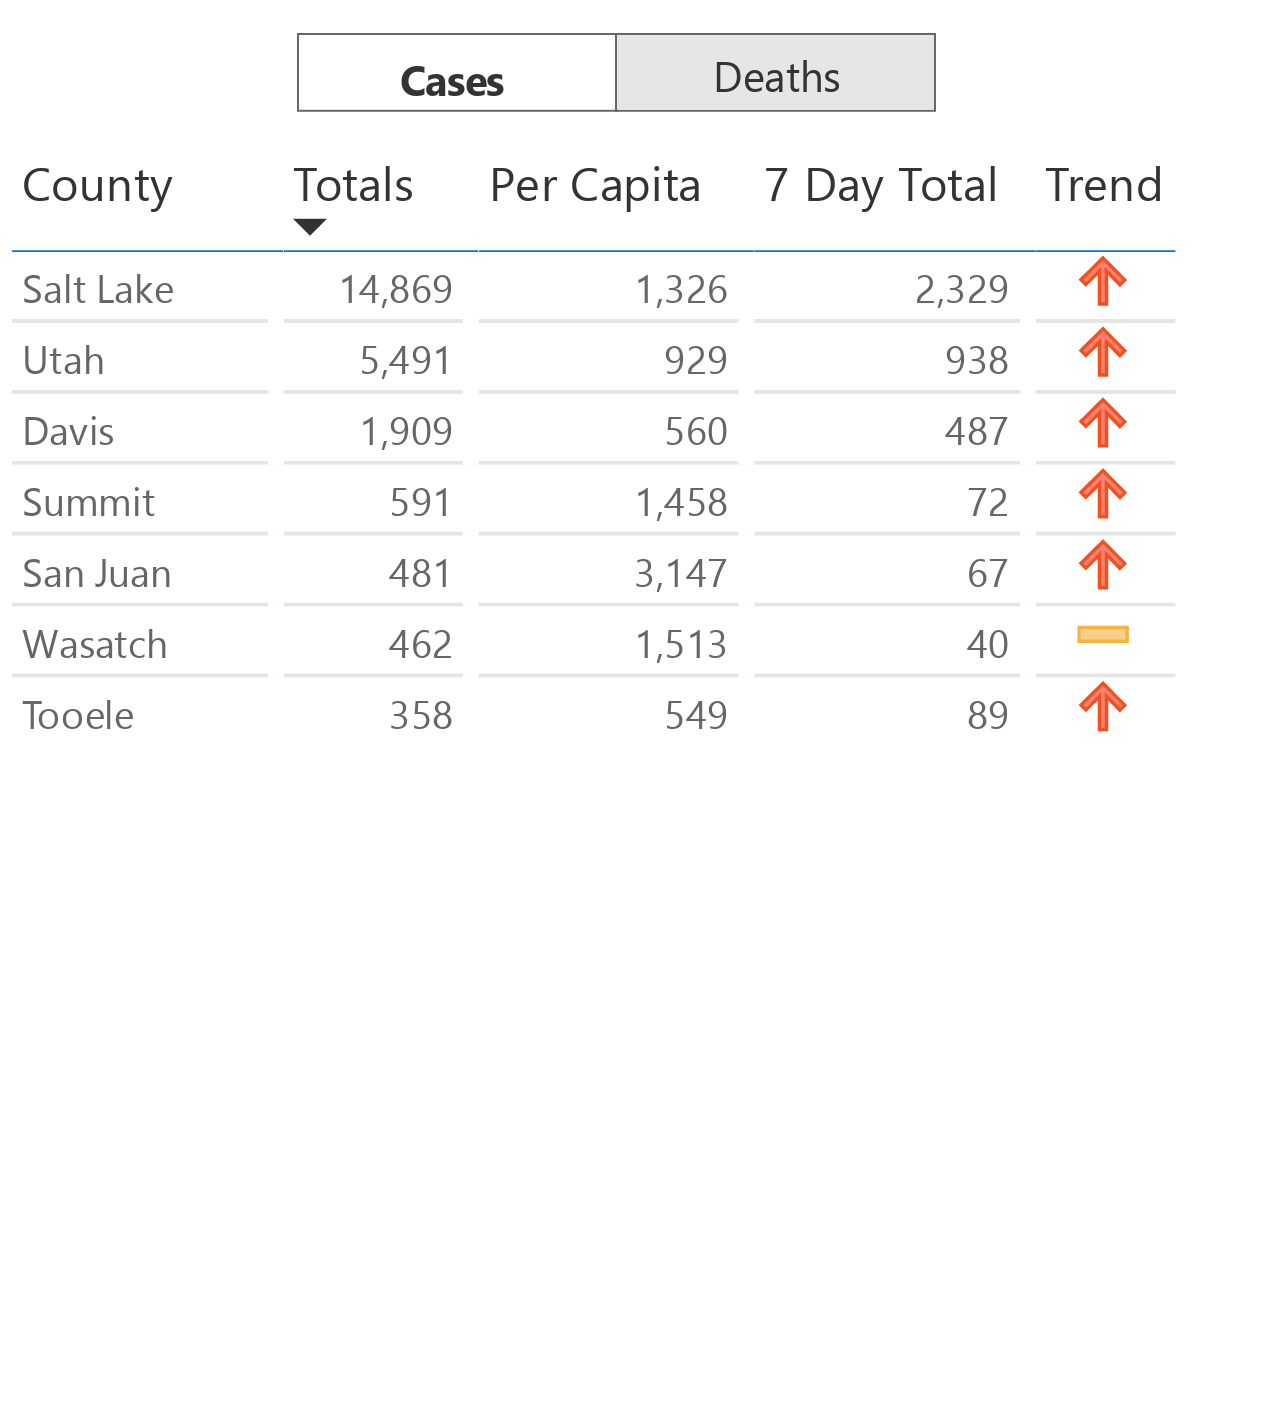 Cases Deaths
County Totals Per Capita 7 Day Total Trend
Salt Lake 14,869 1,326 2,329
Utah 5,491 929 938
Davis 1,909 560 487
Summit 591 1,458 72
San Juan 481 3,147 67
Wasatch 462 1,513 40
Tooele 358 549 89